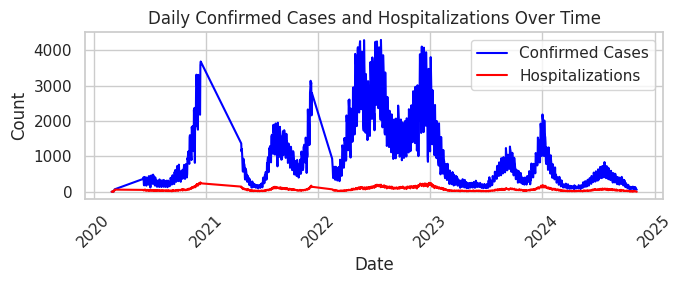 Daily Confirmed Cases and Hospitalizations Over Time
4000
3000
2000
1000
0
Count
Confirmed Cases
Hospitalizations
2020
2021
2022
2023
2024
2025
Date